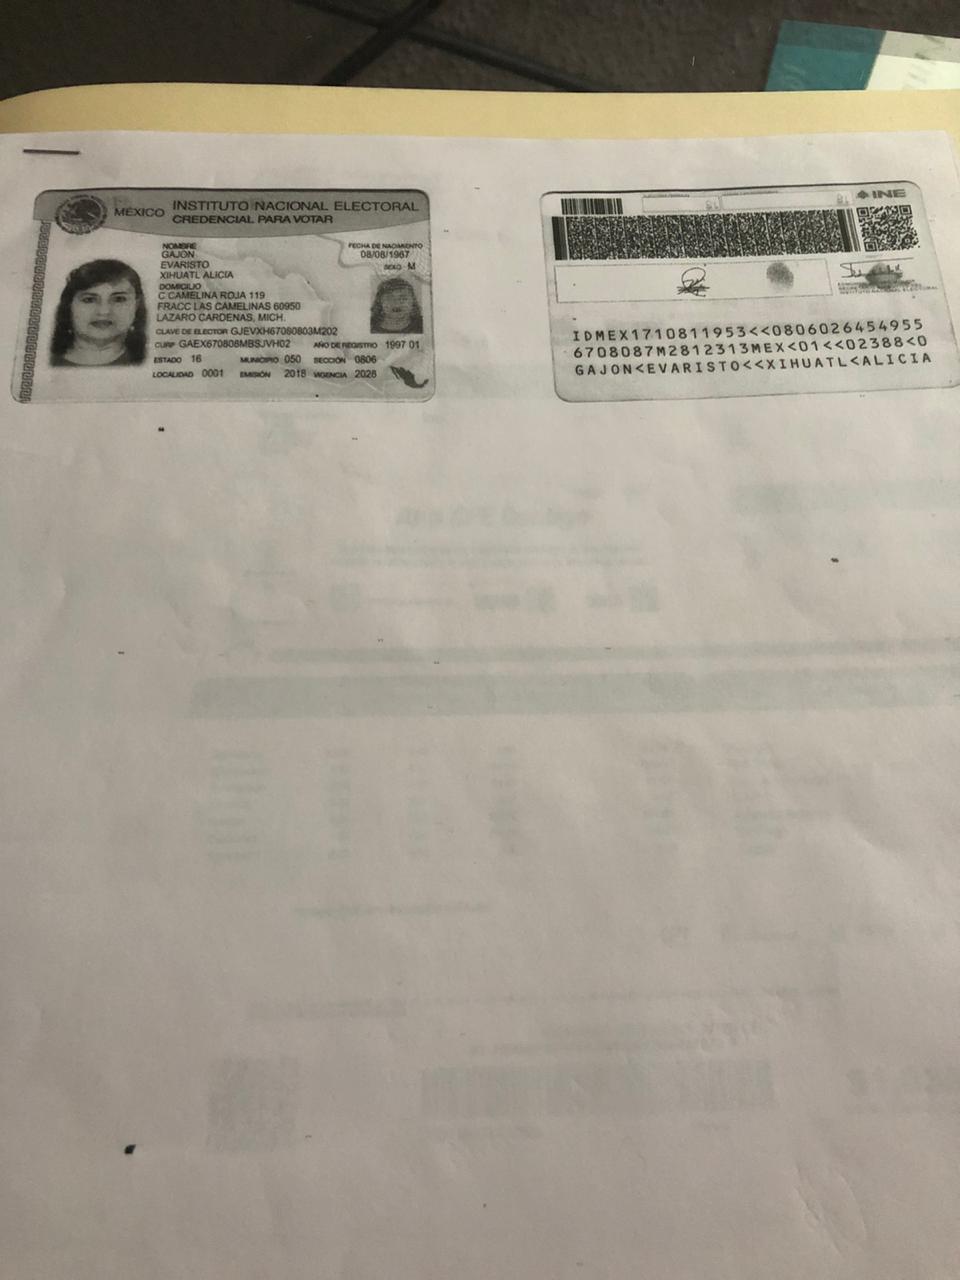 MÉXICO INSTITUTO NACIONAL ELECTORAL
CREDENCIAL PARA VOTAR
NOMBRE
GAJON
EVARISTO
XIHUATL ALICIA
FECHA DE NACIMIENTO
08/08/1967
SEXO M
DOMICILIO
C CAMELINA ROJA 119
FRACC LAS CAMELINAS 60950
LAZARO CARDENAS, MICH.
CLAVE DE ELECTOR GJEVXH67080803M202
CURP GAEX670808MBSJVH02 AÑO DE REGISTRO 1997 01
ESTADO 16 MUNICIPIO 050 SECCIÓN 0806
LOCALIDAD 0001 EMISIÓN 2018 VIGENCIA 2028
INE
IDMEX1710811953<<0806026454955
6708087M2812313MEX<01<<02388<0
GAJON<EVARISTO<<XIHUATL<ALICIA